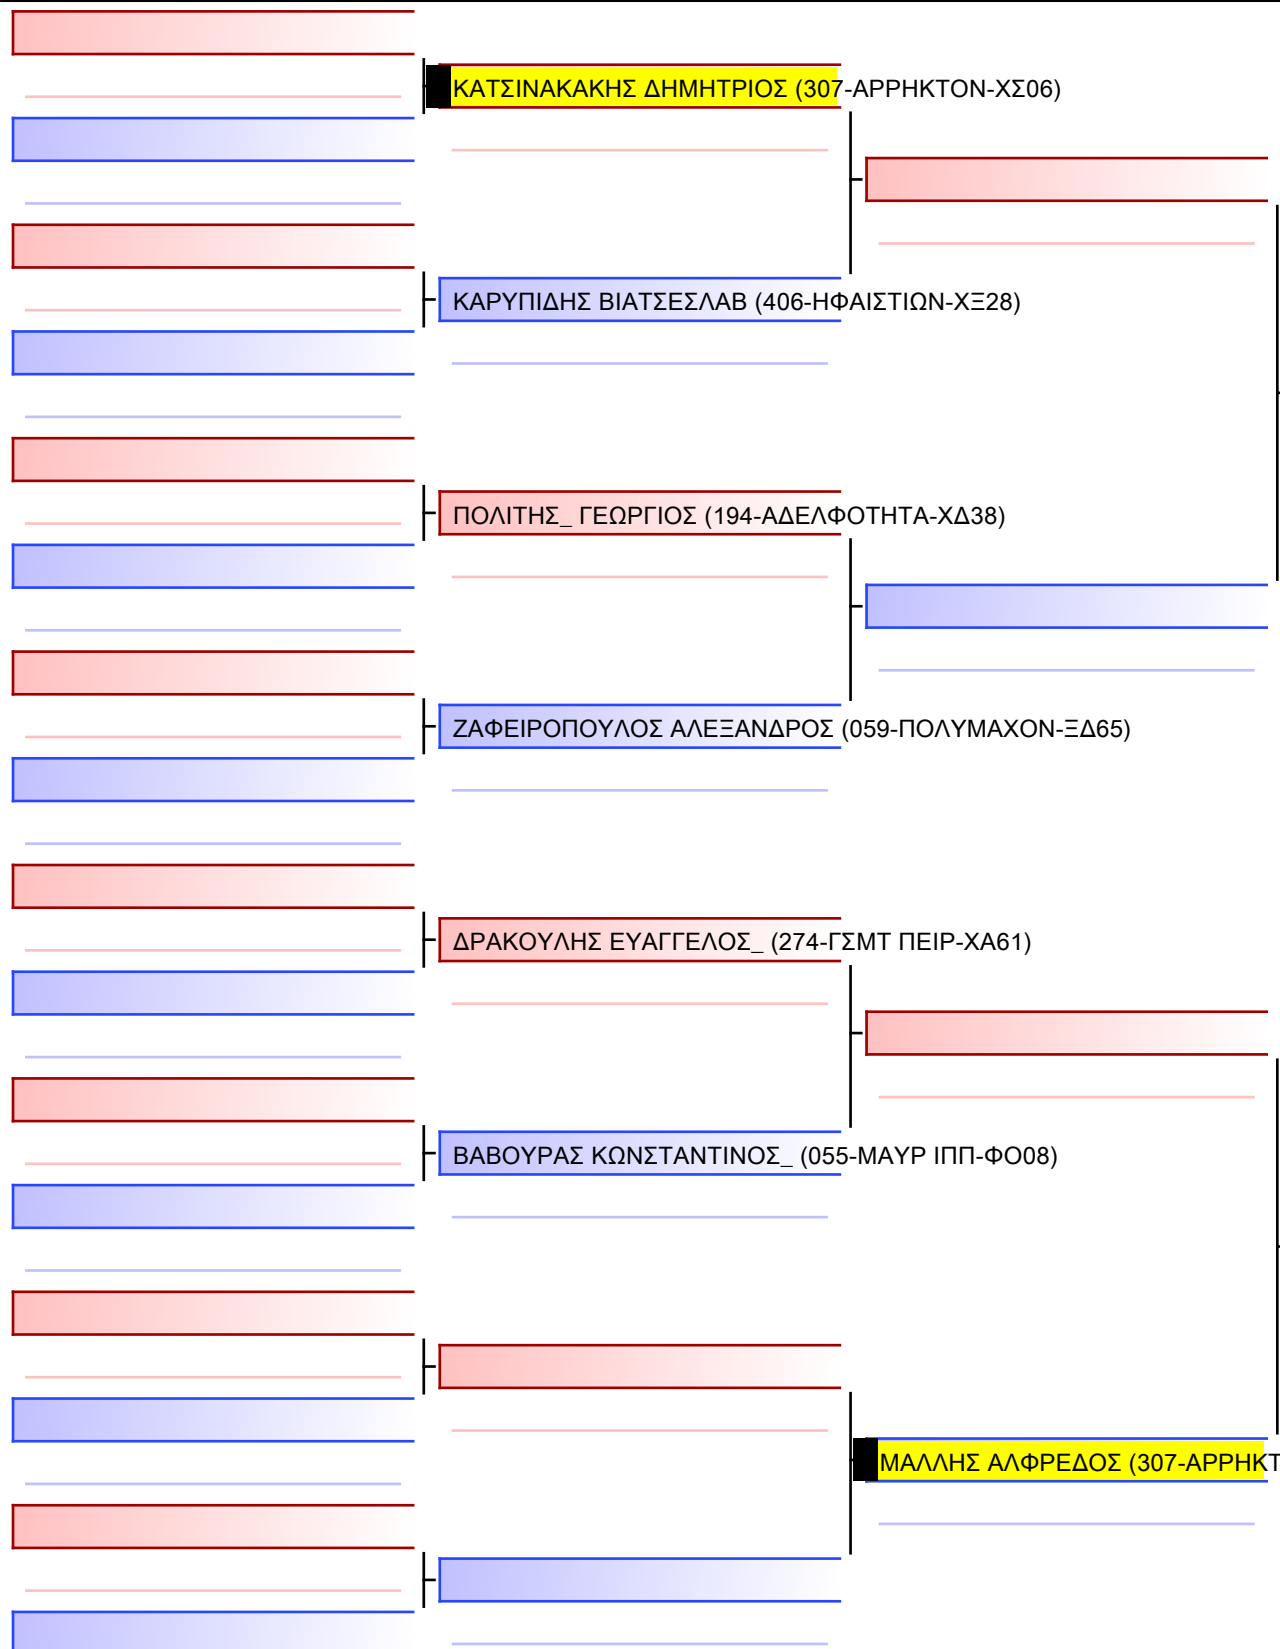 ΚΑΤΣΙΝΑΚΑΚΗΣ ΔΗΜΗΤΡΙΟΣ (307-ΑΡΡΗΚΤΟΝ-ΧΣ06)
ΚΑΡΥΠΙΔΗΣ ΒΙΑΤΣΕΣΛΑΒ (406-ΗΦΑΙΣΤΙΩΝ-ΧΞ28)
ΠΟΛΙΤΗΣ_ ΓΕΩΡΓΙΟΣ (194-ΑΔΕΛΦΟΤΗΤΑ-ΧΔ38)
ΖΑΦΕΙΡΟΠΟΥΛΟΣ ΑΛΕΞΑΝΔΡΟΣ (059-ΠΟΛΥΜΑΧΟΝ-ΞΔ65)
ΔΡΑΚΟΥΛΗΣ ΕΥΑΓΓΕΛΟΣ_ (274-ΓΣΜΤ ΠΕΙΡ-ΧΑ61)
ΒΑΒΟΥΡΑΣ ΚΩΝΣΤΑΝΤΙΝΟΣ_ (055-ΜΑΥΡ ΙΠΠ-ΦΟ08)
ΜΑΛΛΗΣ ΑΛΦΡΕΔΟΣ (307-ΑΡΡΗΚΤ